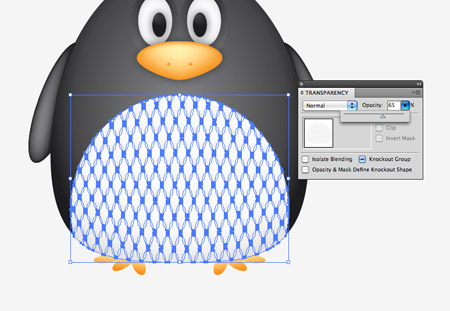 TRANSPARENCY
Normal Opacity: 65 %
Clip
Invert Mask
Isolate Blending Knockout Group
Opacity & Mask Define Knockout Shape